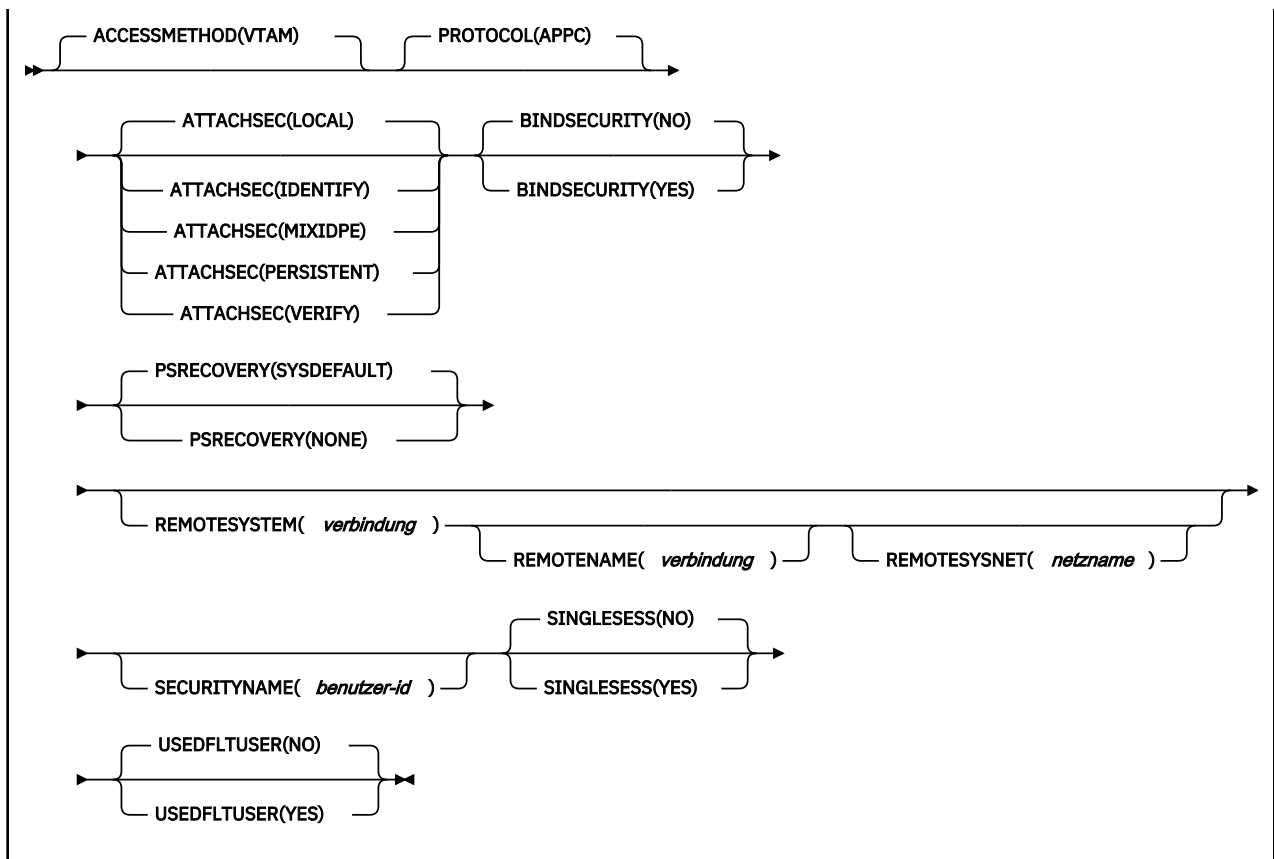 ACCESSMETHOD(VTAM) PROTOCOL(APPC)
ATTACHSEC(LOCAL) BINDSECURITY(NO)
ATTACHSEC(IDENTIFY) BINDSECURITY(YES)
ATTACHSEC(MIXIDPE)
ATTACHSEC(PERSISTENT)
ATTACHSEC(VERIFY)
PSRECOVERY(SYSDEFAULT)
PSRECOVERY(NONE)
REMOTESYSTEM( verbindung )
REMOTENAME( verbindung ) REMOTESYSNET( netzname )
SINGLESESS(NO)
SECURITYNAME( benutzer-id ) SINGLESESS(YES)
USEDFLTUSER(NO)
USEDFLTUSER(YES)